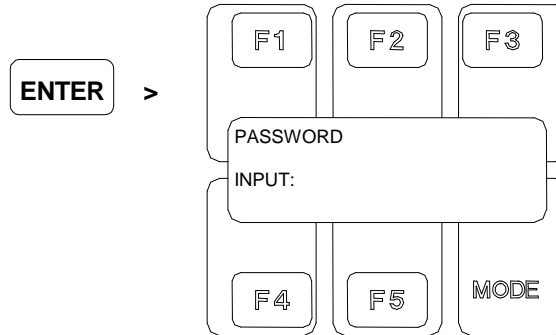 F1 F2 F3
ENTER >
PASSWORD
INPUT:
F4 F5 MODE